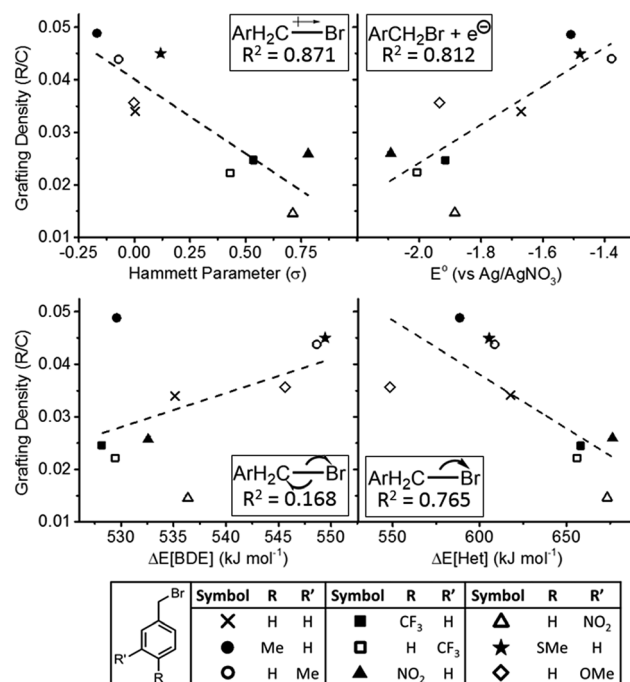 Grafting Density (R/C)
0.05
0.04
0.03
0.02
0.01
ArH₂C Br
R² = 0.871
-0.25 0.00 0.25 0.50 0.75
Hammett Parameter (σ)
ArCH₂Br + e⊖
R² = 0.812
-2.0 -1.8 -1.6 -1.4
E° (vs Ag/AgNO₃)
Grafting Density (R/C)
0.05
0.04
0.03
0.02
0.01
ArH₂C Br
R² = 0.168
530 535 540 545 550
ΔE[BDE] (kJ mol⁻¹)
ArH₂C Br
R² = 0.765
550 600 650
ΔE[Het] (kJ mol⁻¹)
Br
R'
R
Symbol R R' Symbol R R' Symbol R R'
H H CF₃ H H NO₂
Me H H CF₃ SMe H
H Me NO₂ H H OMe